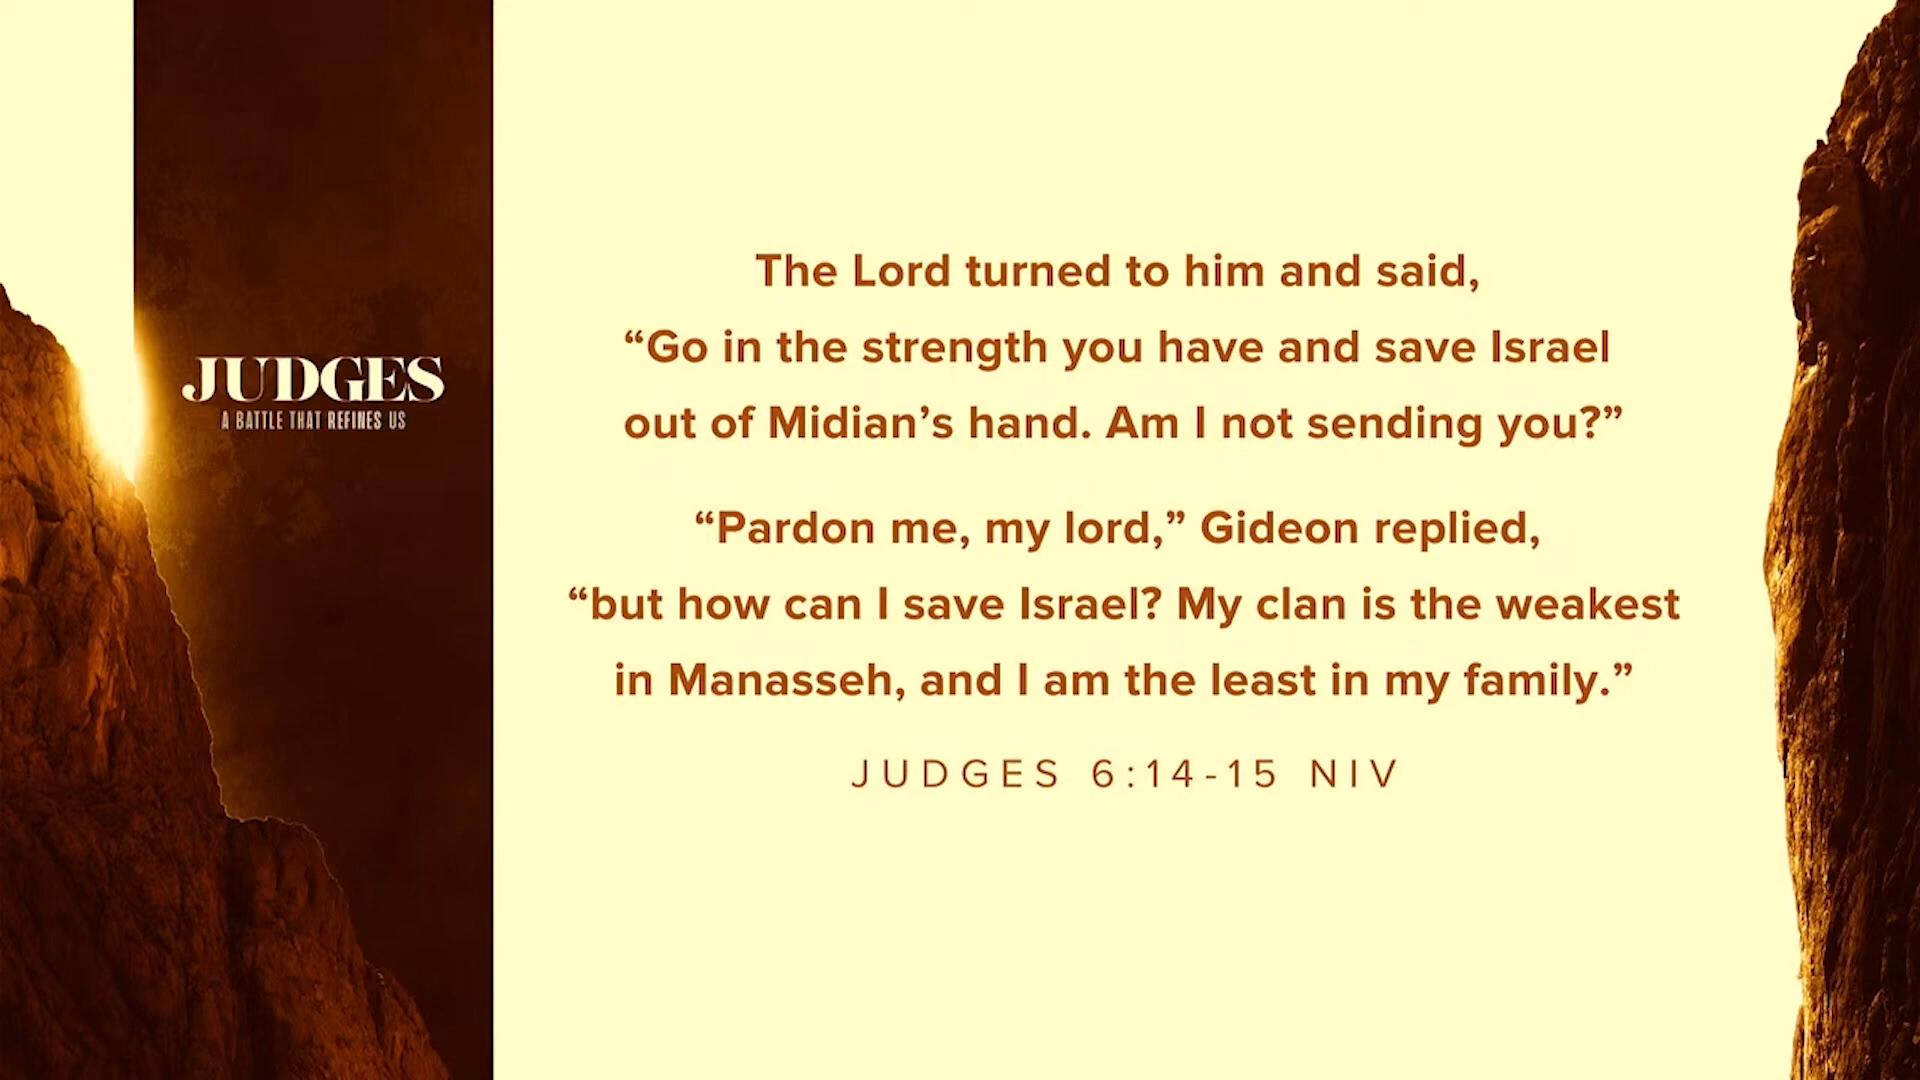 JUDGES
A BATTLE THAT REFINES US
The Lord turned to him and said,
“Go in the strength you have and save Israel
out of Midian’s hand. Am I not sending you?”
“Pardon me, my lord,” Gideon replied,
“but how can I save Israel? My clan is the weakest
in Manasseh, and I am the least in my family.”
JUDGES 6:14-15 NIV